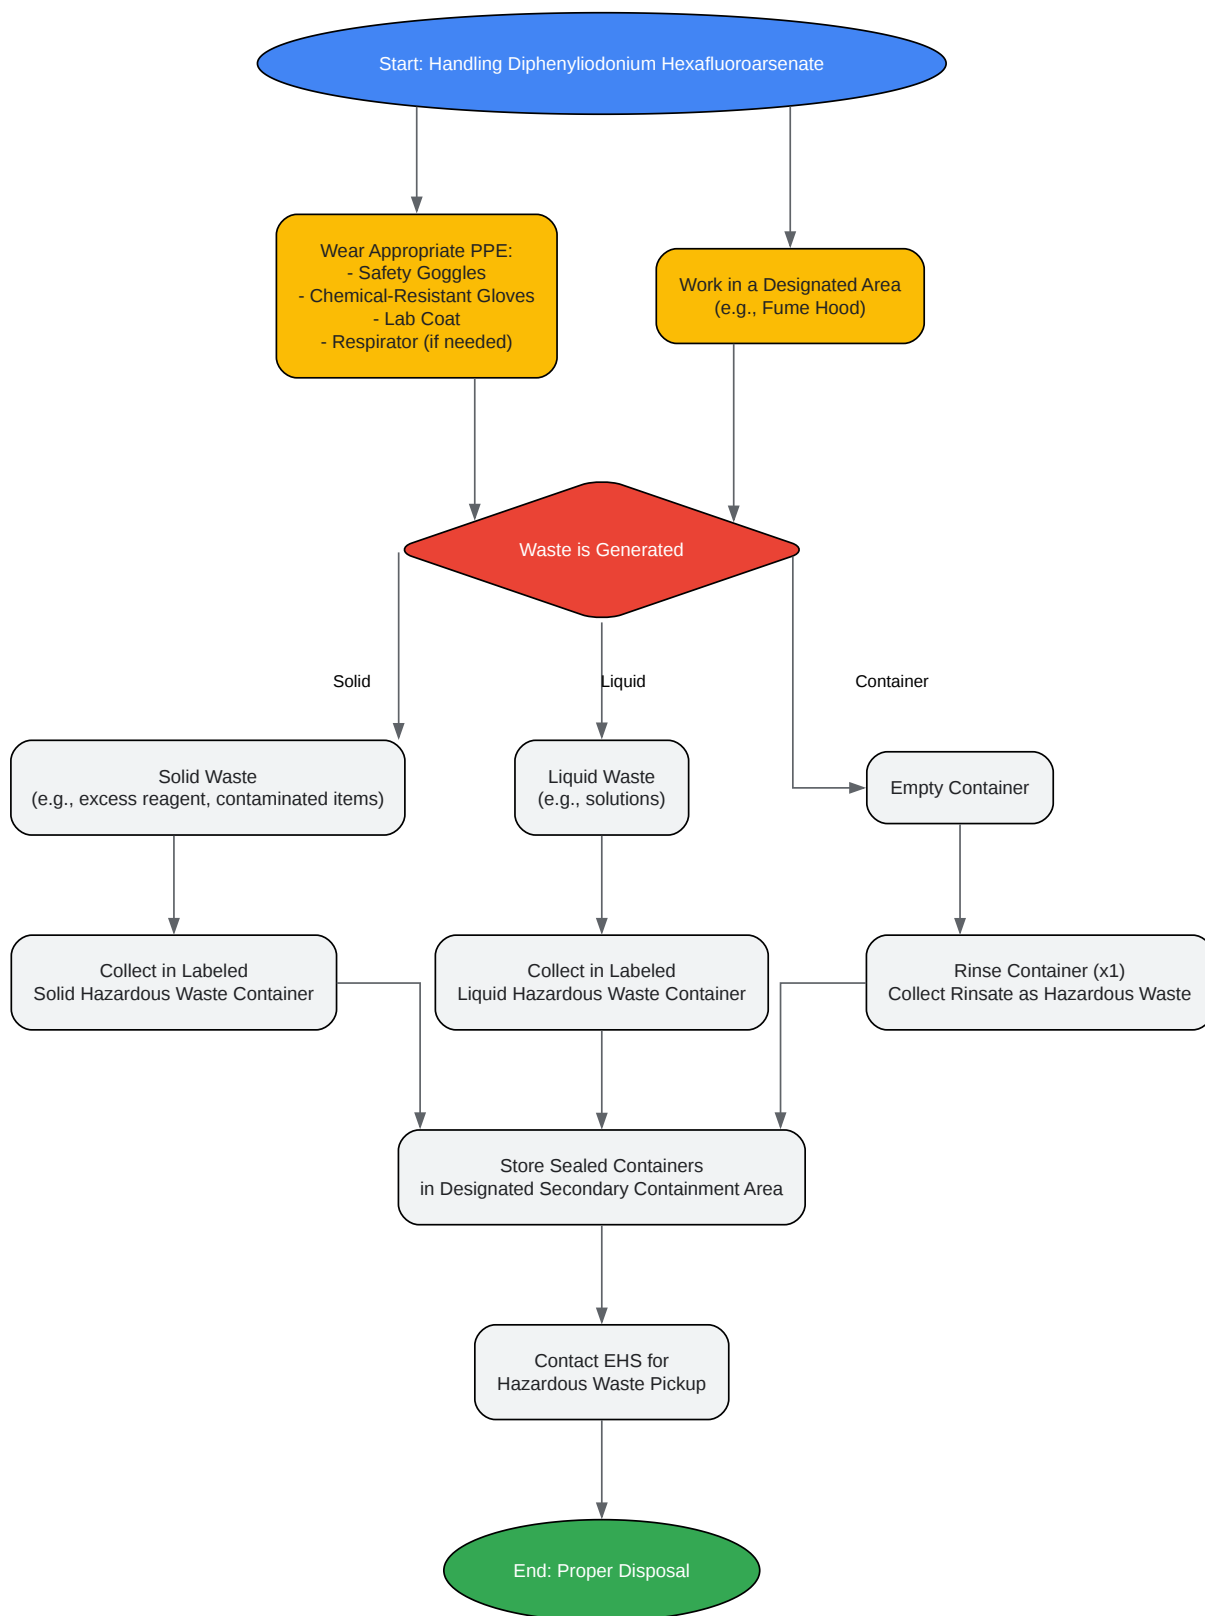 Start: Handling Diphenyliodonium Hexafluoroarsenate
Wear Appropriate PPE:
- Safety Goggles
- Chemical-Resistant Gloves
- Lab Coat
- Respirator (if needed)
Work in a Designated Area
(e.g., Fume Hood)
Waste is Generated
Solid
Liquid
Container
Solid Waste
(e.g., excess reagent, contaminated items)
Liquid Waste
(e.g., solutions)
Empty Container
Collect in Labeled
Solid Hazardous Waste Container
Collect in Labeled
Liquid Hazardous Waste Container
Rinse Container (x1)
Collect Rinsate as Hazardous Waste
Store Sealed Containers
in Designated Secondary Containment Area
Contact EHS for
Hazardous Waste Pickup
End: Proper Disposal